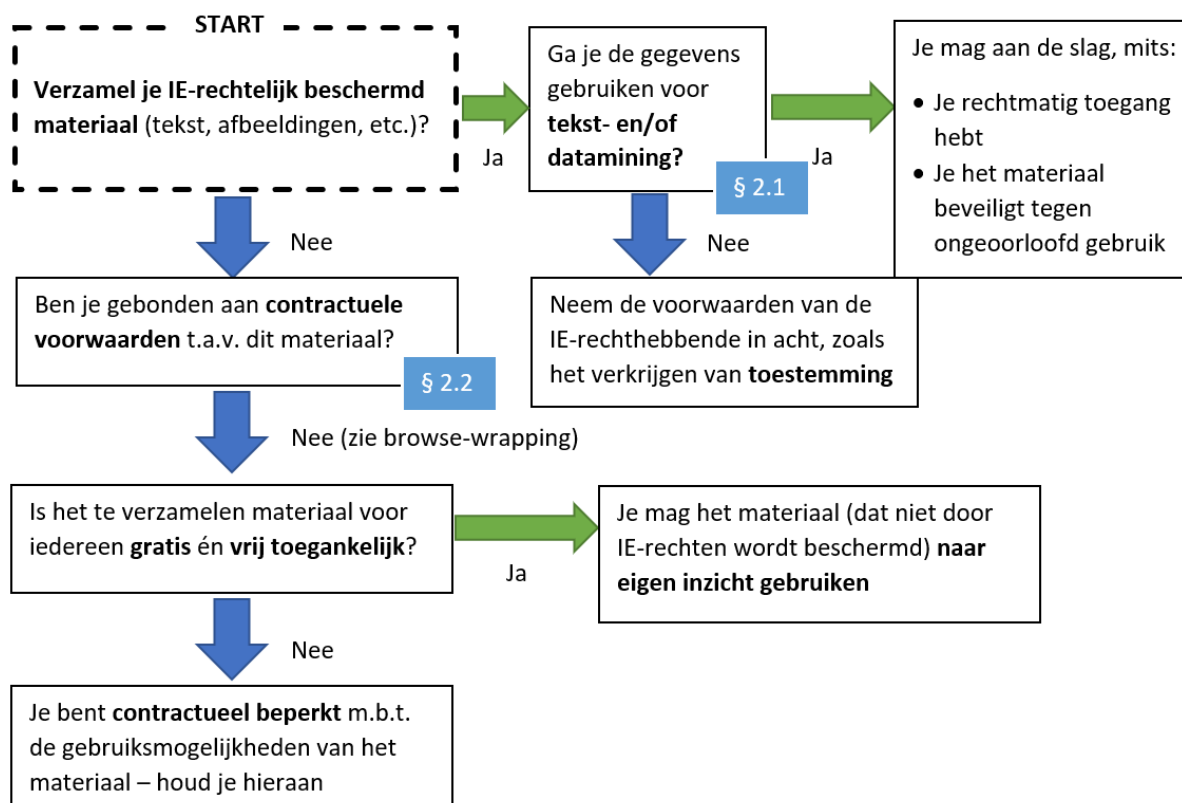 START
Verzamel je IE-rechtelijk beschermd
materiaal (tekst, afbeeldingen, etc.)?
Ja
Ga je de gegevens
gebruiken voor
tekst- en/of
datamining?
§ 2.1
Ja
Je mag aan de slag, mits:
• Je rechtmatig toegang
hebt
• Je het materiaal
beveiligt tegen
ongeoorloofd gebruik
Nee
Nee
Ben je gebonden aan contractuele
voorwaarden t.a.v. dit materiaal?
§ 2.2
Neem de voorwaarden van de
IE-rechthebbende in acht, zoals
het verkrijgen van toestemming
Nee (zie browse-wrapping)
Is het te verzamelen materiaal voor
iedereen gratis én vrij toegankelijk?
Ja
Je mag het materiaal (dat niet door
IE-rechten wordt beschermd) naar
eigen inzicht gebruiken
Nee
Je bent contractueel beperkt m.b.t.
de gebruiksmogelijkheden van het
materiaal – houd je hieraan